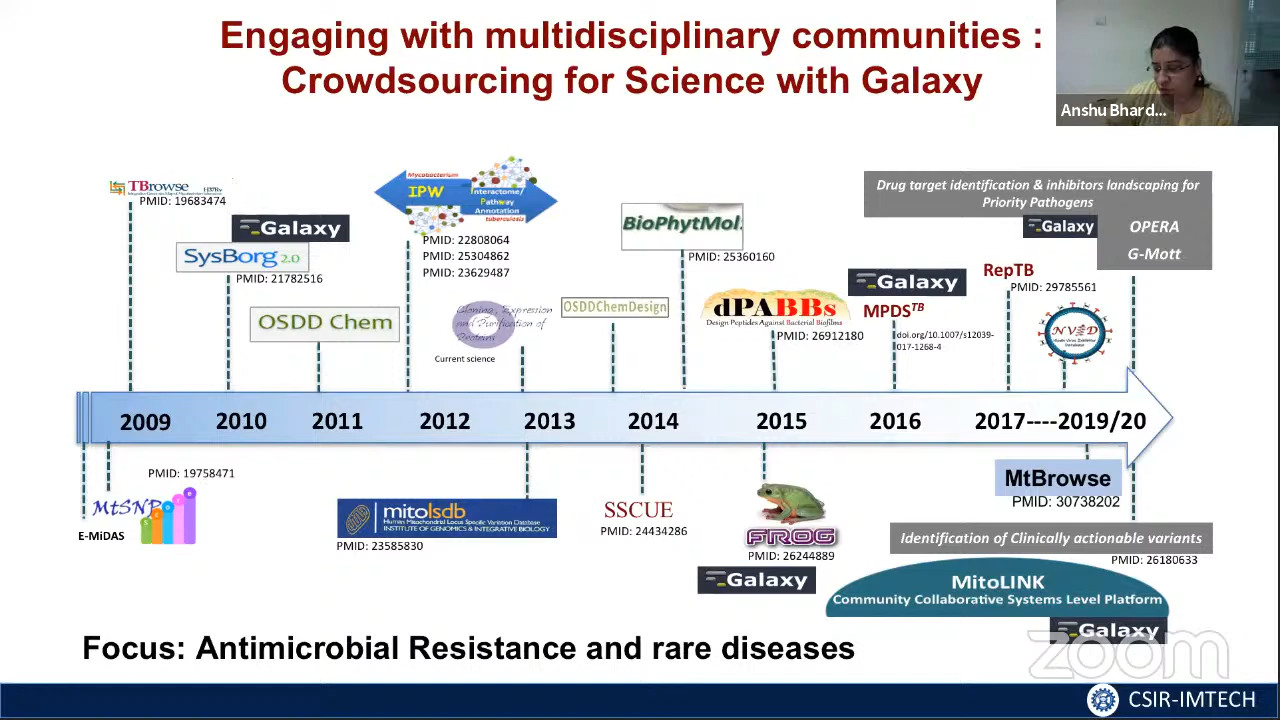 Engaging with multidisciplinary communities :
Crowdsourcing for Science with Galaxy
Anshu Bhard...
TBrowse
PMID: 19683474
Galaxy
SysBorg 2.0
PMID: 21782516
OSDD Chem
Mycobacterium
IPW
Interactome/
Pathway
Annotation
tuberculosis
PMID: 22808064
PMID: 25304862
PMID: 23629487
Cloning, Expression
and Purification of
Proteins
Current science
OSDDChemDesign
BioPhytMol
PMID: 25360160
dPABBs
Design Peptides Against Bacterial Biofilms
PMID: 26912180
Galaxy
MPDSTB
doi.org/10.1007/s12039-
017-1268-4
Drug target identification & inhibitors landscaping for
Priority Pathogens
Galaxy
OPERA
G-Mott
RepTB
PMID: 29785561
2009
2010
2011
2012
2013
2014
2015
2016
2017----2019/20
PMID: 19758471
MtSNP
E-MiDAS
mitolsdb
Human Mitochondrial Locus Specific Variation Database
INSTITUTE OF GENOMICS & INTEGRATIVE BIOLOGY
PMID: 23585830
SSCUE
PMID: 24434286
FROG
PMID: 26244889
Galaxy
MtBrowse
PMID: 30738202
Identification of Clinically actionable variants
PMID: 26180633
MitoLINK
Community Collaborative Systems Level Platform
Galaxy
zoom
Focus: Antimicrobial Resistance and rare diseases
CSIR-IMTECH